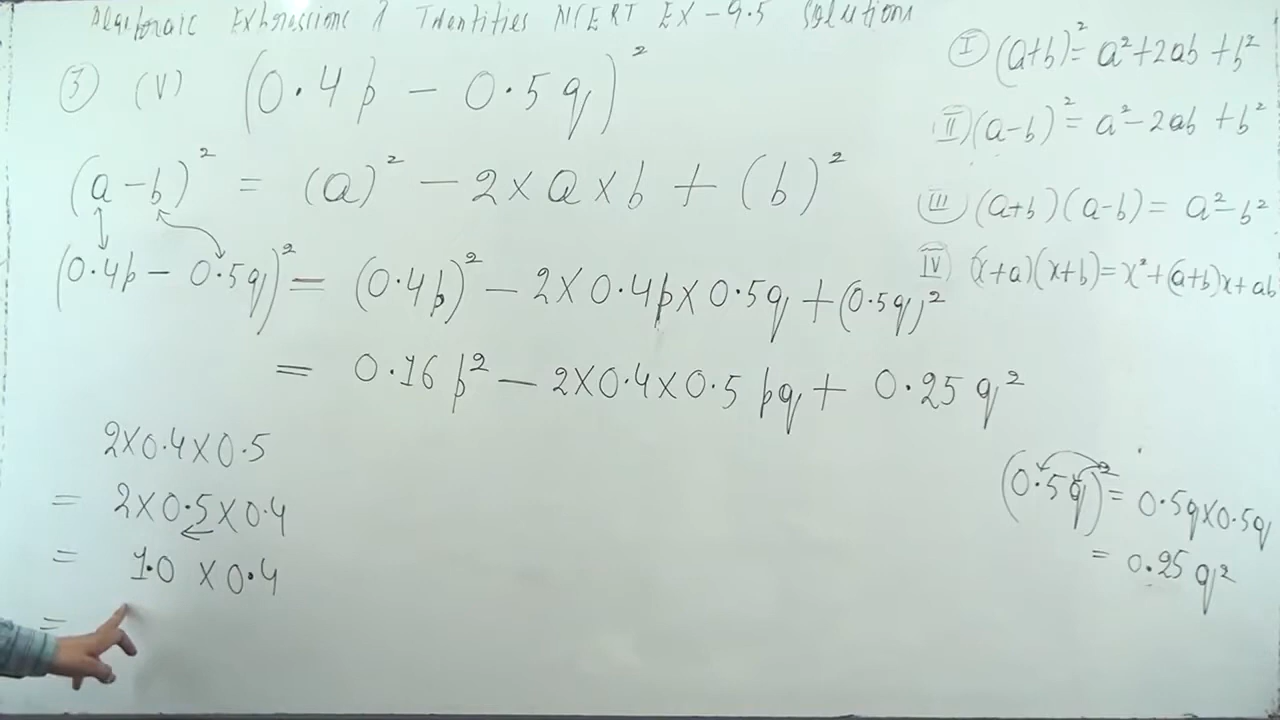 Algebraic Expressions & Identities NCERT EX-9.5 Solutions
③ (V) (0.4p - 0.5q)²
(a-b)² = (a)² - 2×a×b + (b)²
(0.4p - 0.5q)² = (0.4p)² - 2×0.4p×0.5q + (0.5q)²
= 0.16p² - 2×0.4×0.5 pq + 0.25q²
2×0.4×0.5
= 2×0.5×0.4
= 1.0 × 0.4
=
Ⅰ (a+b)² = a²+2ab+b²
Ⅱ) (a-b)² = a²-2ab+b²
Ⅲ (a+b)(a-b) = a²-b²
Ⅳ (x+a)(x+b) = x²+(a+b)x+ab
(0.5q)² = 0.5q×0.5q
= 0.25q²